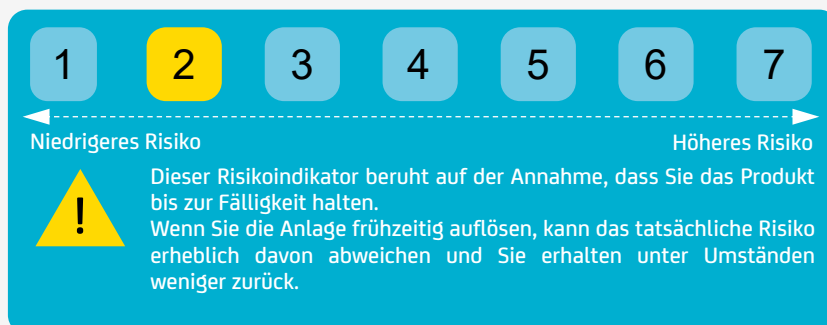 1 2 3 4 5 6 7
Niedrigeres Risiko Höheres Risiko
! Dieser Risikoindikator beruht auf der Annahme, dass Sie das Produkt
bis zur Fälligkeit halten.
Wenn Sie die Anlage frühzeitig auflösen, kann das tatsächliche Risiko
erheblich davon abweichen und Sie erhalten unter Umständen
weniger zurück.